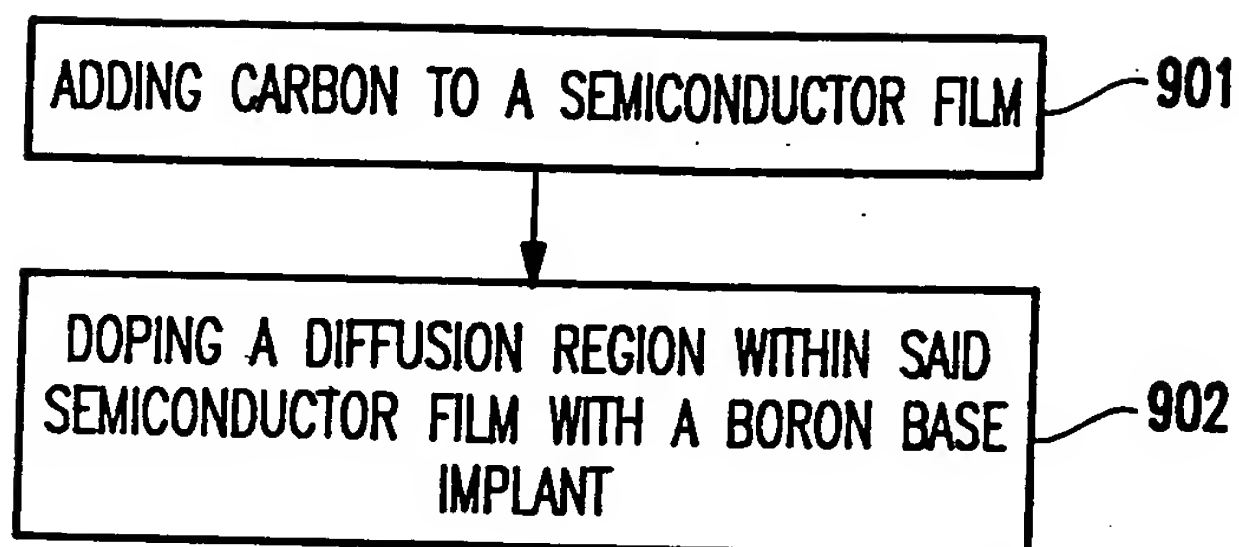 ADDING CARBON TO A SEMICONDUCTOR FILM
901
DOPING A DIFFUSION REGION WITHIN SAID
SEMICONDUCTOR FILM WITH A BORON BASE
IMPLANT
902